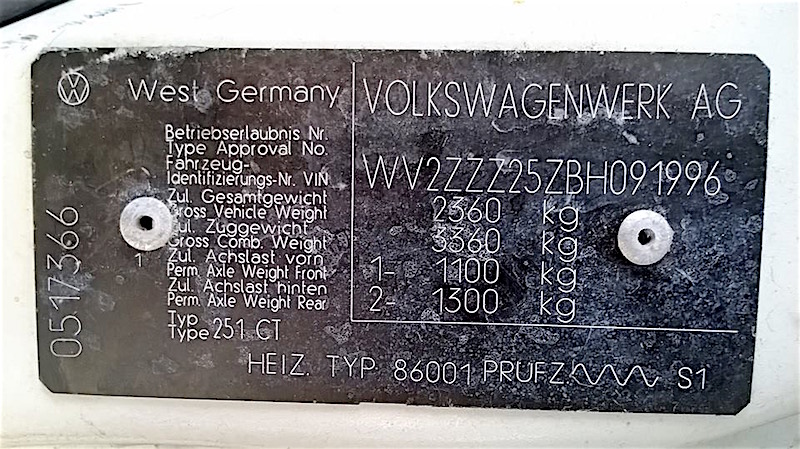 West Germany
VOLKSWAGENWERK AG
Betriebserlaubnis Nr.
Type Approval No.
Fahrzeug-
Identifizierungs-Nr. VIN
WV2ZZZ25ZBH091996
Zul. Gesamtgewicht
Gross Vehicle Weight
2360 kg
Zul. Zuggewicht
Gross Comb. Weight
3360 kg
Zul. Achslast vorn
Perm. Axle Weight Front
1- 1100 kg
Zul. Achslast hinten
Perm. Axle Weight Rear
2- 1300 kg
Typ
Type 251 CT
HEIZ. TYP 86001 PRUFZ. S1
0517366
1